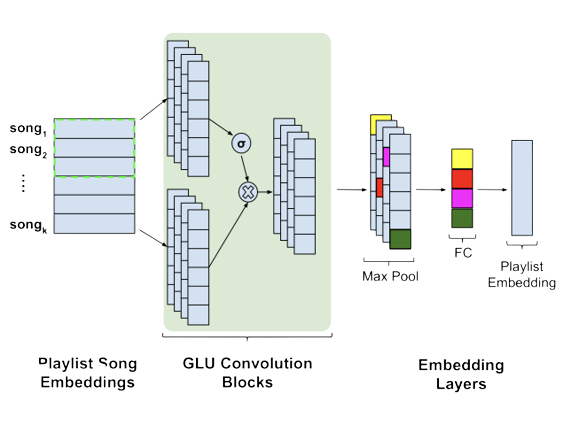 song1
song2
songk
σ
Max Pool
FC
Playlist
Embedding
Playlist Song
Embeddings
GLU Convolution
Blocks
Embedding
Layers